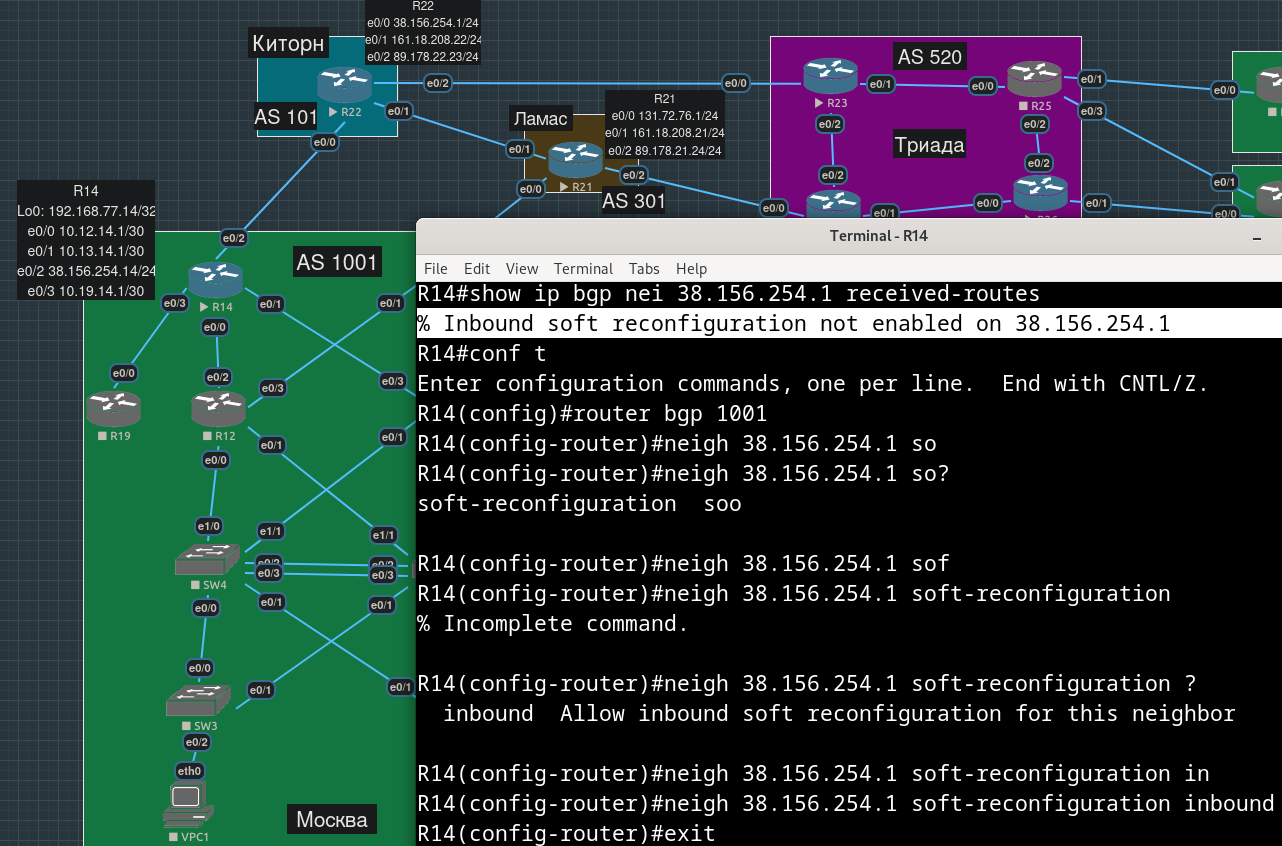 R22
e0/0 38.156.254.1/24
e0/1 161.18.208.22/24
e0/2 89.178.22.23/24
Киторн
R22
AS 101
e0/2
e0/1
e0/0
e0/0
AS 520
R23
e0/1
e0/0
R25
e0/1
e0/3
e0/0
e0/2
e0/2
Триада
e0/2
e0/2
e0/1
e0/0
e0/1
e0/1
e0/0
e0/0
Ламас
R21
e0/0 131.72.76.1/24
e0/1 161.18.208.21/24
e0/2 89.178.21.24/24
e0/1
e0/0
R21
e0/2
AS 301
R14
Lo0: 192.168.77.14/32
e0/0 10.12.14.1/30
e0/1 10.13.14.1/30
e0/2 38.156.254.14/24
e0/3 10.19.14.1/30
e0/2
AS 1001
e0/3
R14
e0/1
e0/1
e0/0
e0/0
e0/2
e0/3
e0/3
R19
R12
e0/1
e0/1
e0/0
e1/0
e1/1
e1/1
e0/3
e0/3
SW4
e0/0
e0/1
e0/1
e0/0
e0/1
e0/1
SW3
e0/2
eth0
VPC1
Москва
Terminal - R14
File Edit View Terminal Tabs Help
R14#show ip bgp nei 38.156.254.1 received-routes
% Inbound soft reconfiguration not enabled on 38.156.254.1
R14#conf t
Enter configuration commands, one per line.  End with CNTL/Z.
R14(config)#router bgp 1001
R14(config-router)#neigh 38.156.254.1 so
R14(config-router)#neigh 38.156.254.1 so?
soft-reconfiguration  soo
R14(config-router)#neigh 38.156.254.1 sof
R14(config-router)#neigh 38.156.254.1 soft-reconfiguration
% Incomplete command.
R14(config-router)#neigh 38.156.254.1 soft-reconfiguration ?
inbound  Allow inbound soft reconfiguration for this neighbor
R14(config-router)#neigh 38.156.254.1 soft-reconfiguration in
R14(config-router)#neigh 38.156.254.1 soft-reconfiguration inbound
R14(config-router)#exit